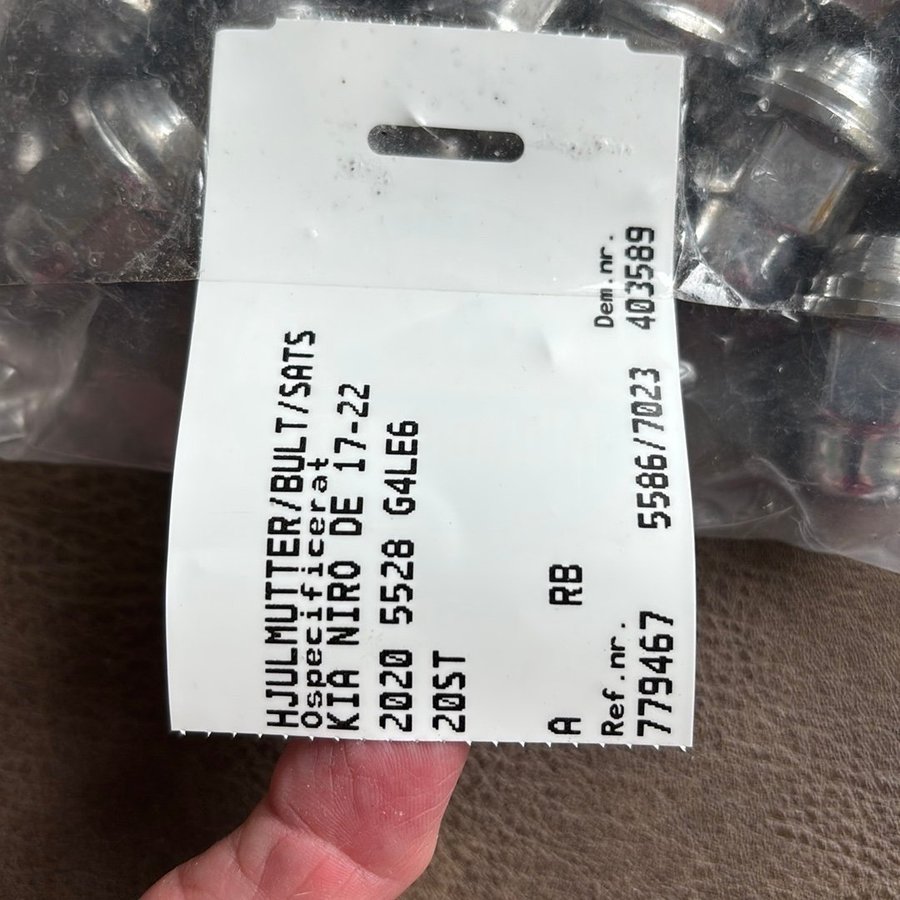 HJULMUTTER/BULT/SATS
Ospecificerat
KIA NIRO DE 17-22
2020 5528 G4LE6
20ST
A RB
Ref.nr. Dem.nr.
779467 5586/7023 403589